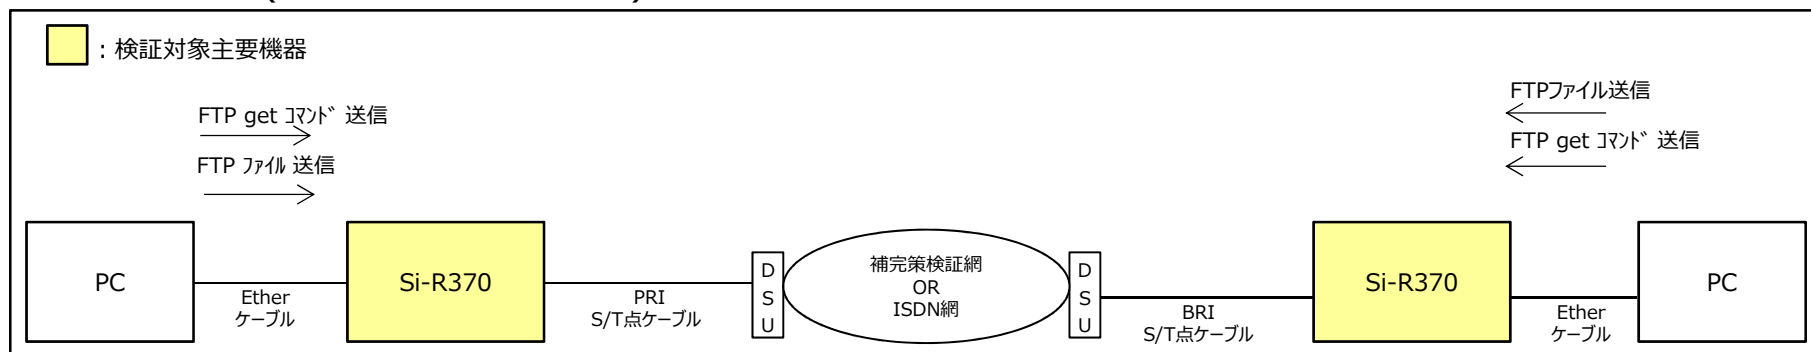 ：検証対象主要機器
FTP get ｺﾏﾝﾄﾞ 送信
FTP ﾌｧｲﾙ 送信
FTPファイル送信
FTP get ｺﾏﾝﾄﾞ 送信
PC
Ether
ケーブル
Si-R370
PRI
S/T点ケーブル
DSU
補完策検証網
OR
ISDN網
DSU
BRI
S/T点ケーブル
Si-R370
Ether
ケーブル
PC